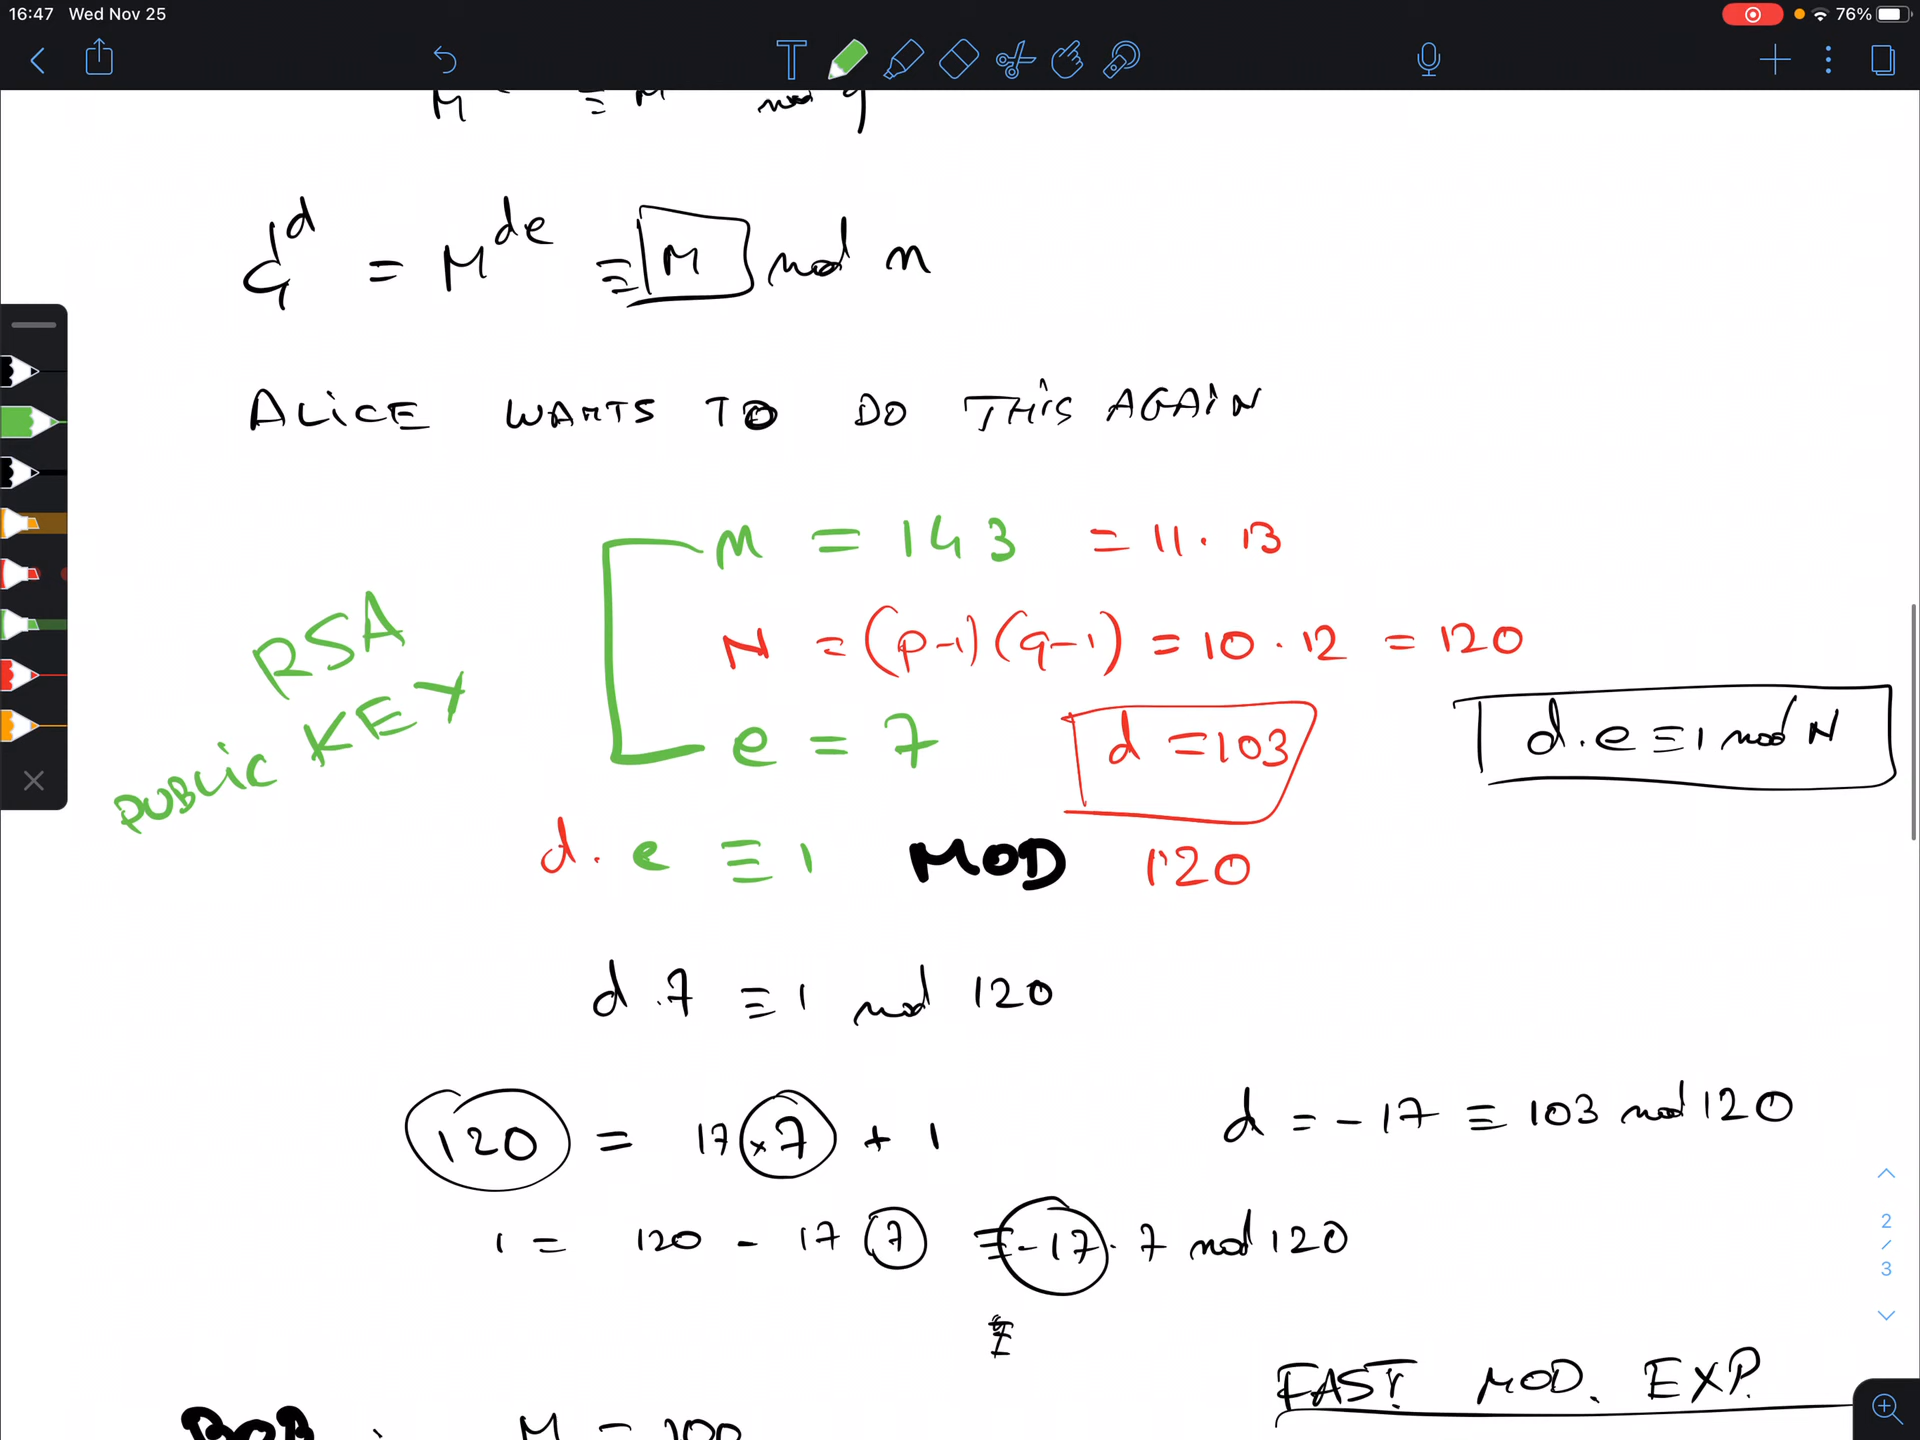 16:47 Wed Nov 25
76%
M ≡ M mod q
C^d = M^de ≡ M mod n
ALICE WANTS TO DO THIS AGAIN
n = 143 = 11 . 13
N = (p-1)(q-1) = 10 . 12 = 120
RSA
PUBLIC KEY
e = 7
d = 103
d.e ≡ 1 mod N
d. e ≡ 1 MOD 120
d .7 ≡ 1 mod 120
120 = 17 x 7 + 1
d = -17 ≡ 103 mod 120
1 = 120 - 17 7 ≡ -17 . 7 mod 120
2
/
3
FAST MOD. EXP.
BOB : M = 100